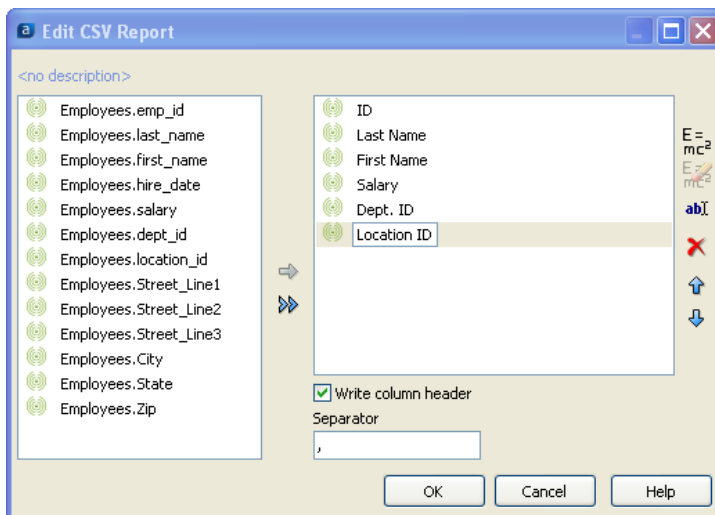 a Edit CSV Report
<no description>
Employees.emp_id
Employees.last_name
Employees.first_name
Employees.hire_date
Employees.salary
Employees.dept_id
Employees.location_id
Employees.Street_Line1
Employees.Street_Line2
Employees.Street_Line3
Employees.City
Employees.State
Employees.Zip
ID
Last Name
First Name
Salary
Dept. ID
Location ID
E=
mc²
E=
mc²
ab
Write column header
Separator
,
OK Cancel Help